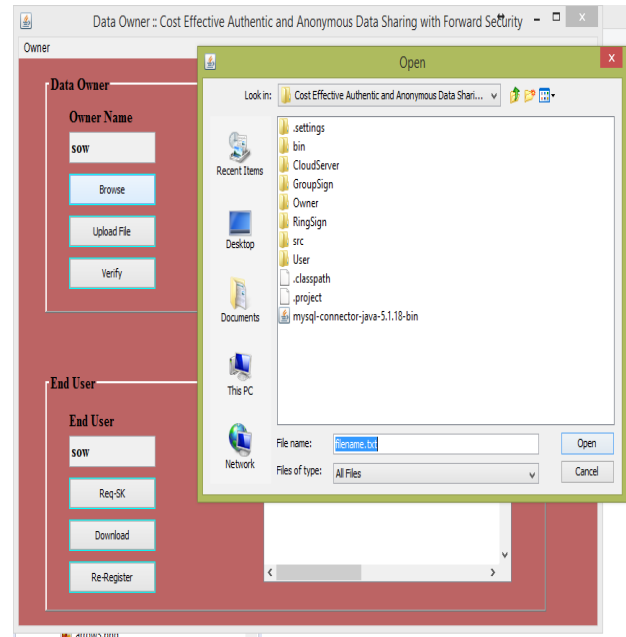 Data Owner :: Cost Effective Authentic and Anonymous Data Sharing with Forward Security
Owner
Data Owner
Owner Name
sow
Browse
Upload File
Verify
End User
End User
sow
Req-SK
Download
Re-Register
Open
Look in:
Cost Effective Authentic and Anonymous Data Shari...
Recent Items
Desktop
Documents
This PC
Network
.settings
bin
CloudServer
GroupSign
Owner
RingSign
src
User
.classpath
.project
mysql-connector-java-5.1.18-bin
File name:
filename.txt
Open
Files of type:
All Files
Cancel